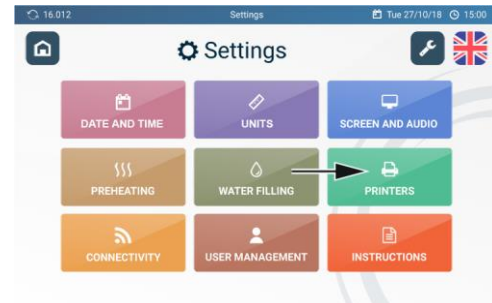 16.012 Settings Tue 27/10/18 15:00
Settings
DATE AND TIME UNITS SCREEN AND AUDIO
PREHEATING WATER FILLING PRINTERS
CONNECTIVITY USER MANAGEMENT INSTRUCTIONS